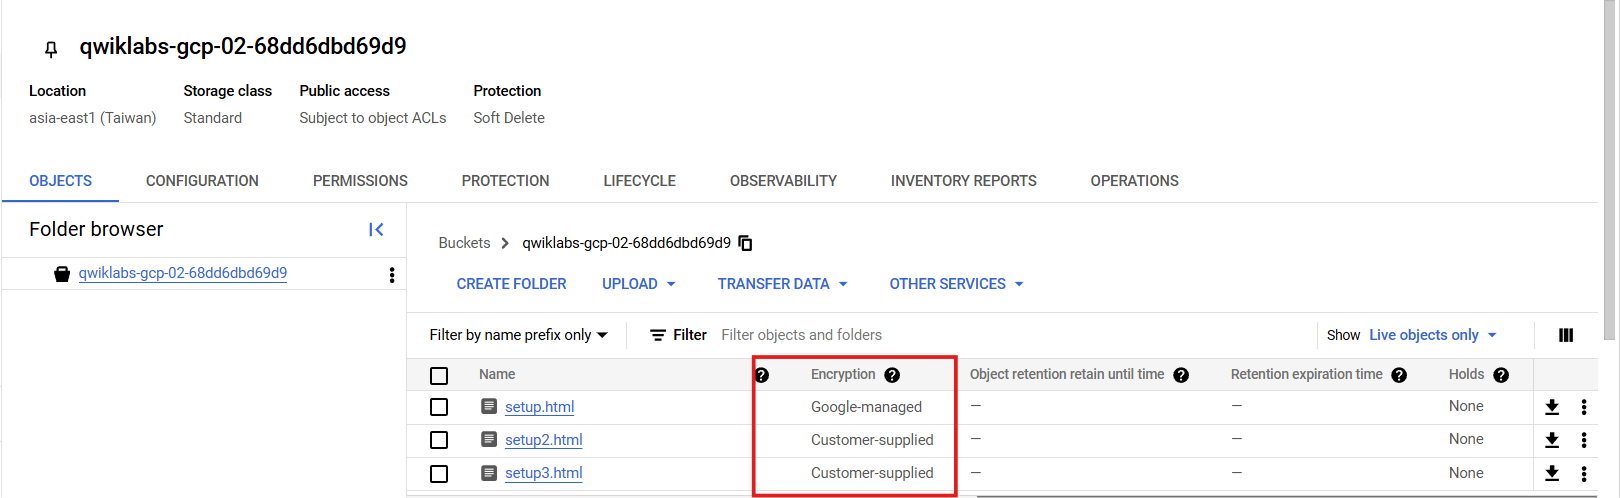 qwiklabs-gcp-02-68dd6dbd69d9
Location Storage class Public access Protection
asia-east1 (Taiwan) Standard Subject to object ACLs Soft Delete
OBJECTS CONFIGURATION PERMISSIONS PROTECTION LIFECYCLE OBSERVABILITY INVENTORY REPORTS OPERATIONS
Folder browser
qwiklabs-gcp-02-68dd6dbd69d9
Buckets > qwiklabs-gcp-02-68dd6dbd69d9
CREATE FOLDER UPLOAD TRANSFER DATA OTHER SERVICES
Filter by name prefix only Filter Filter objects and folders Show Live objects only
Name Encryption Object retention retain until time Retention expiration time Holds
setup.html Google-managed — — None
setup2.html Customer-supplied — — None
setup3.html Customer-supplied — — None